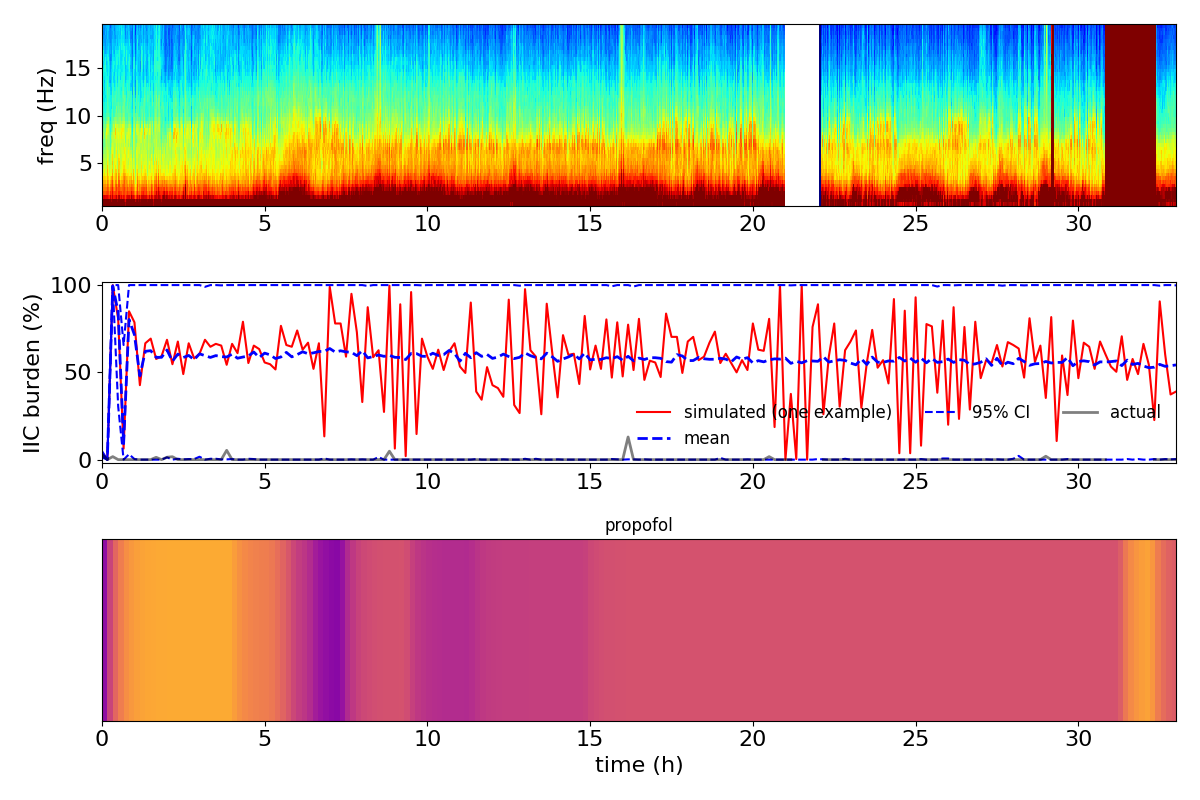 freq (Hz)
15
10
5
0 5 10 15 20 25 30
IIC burden (%)
100
50
0
simulated (one example) 95% CI actual
mean
0 5 10 15 20 25 30
propofol
0 5 10 15 20 25 30
time (h)